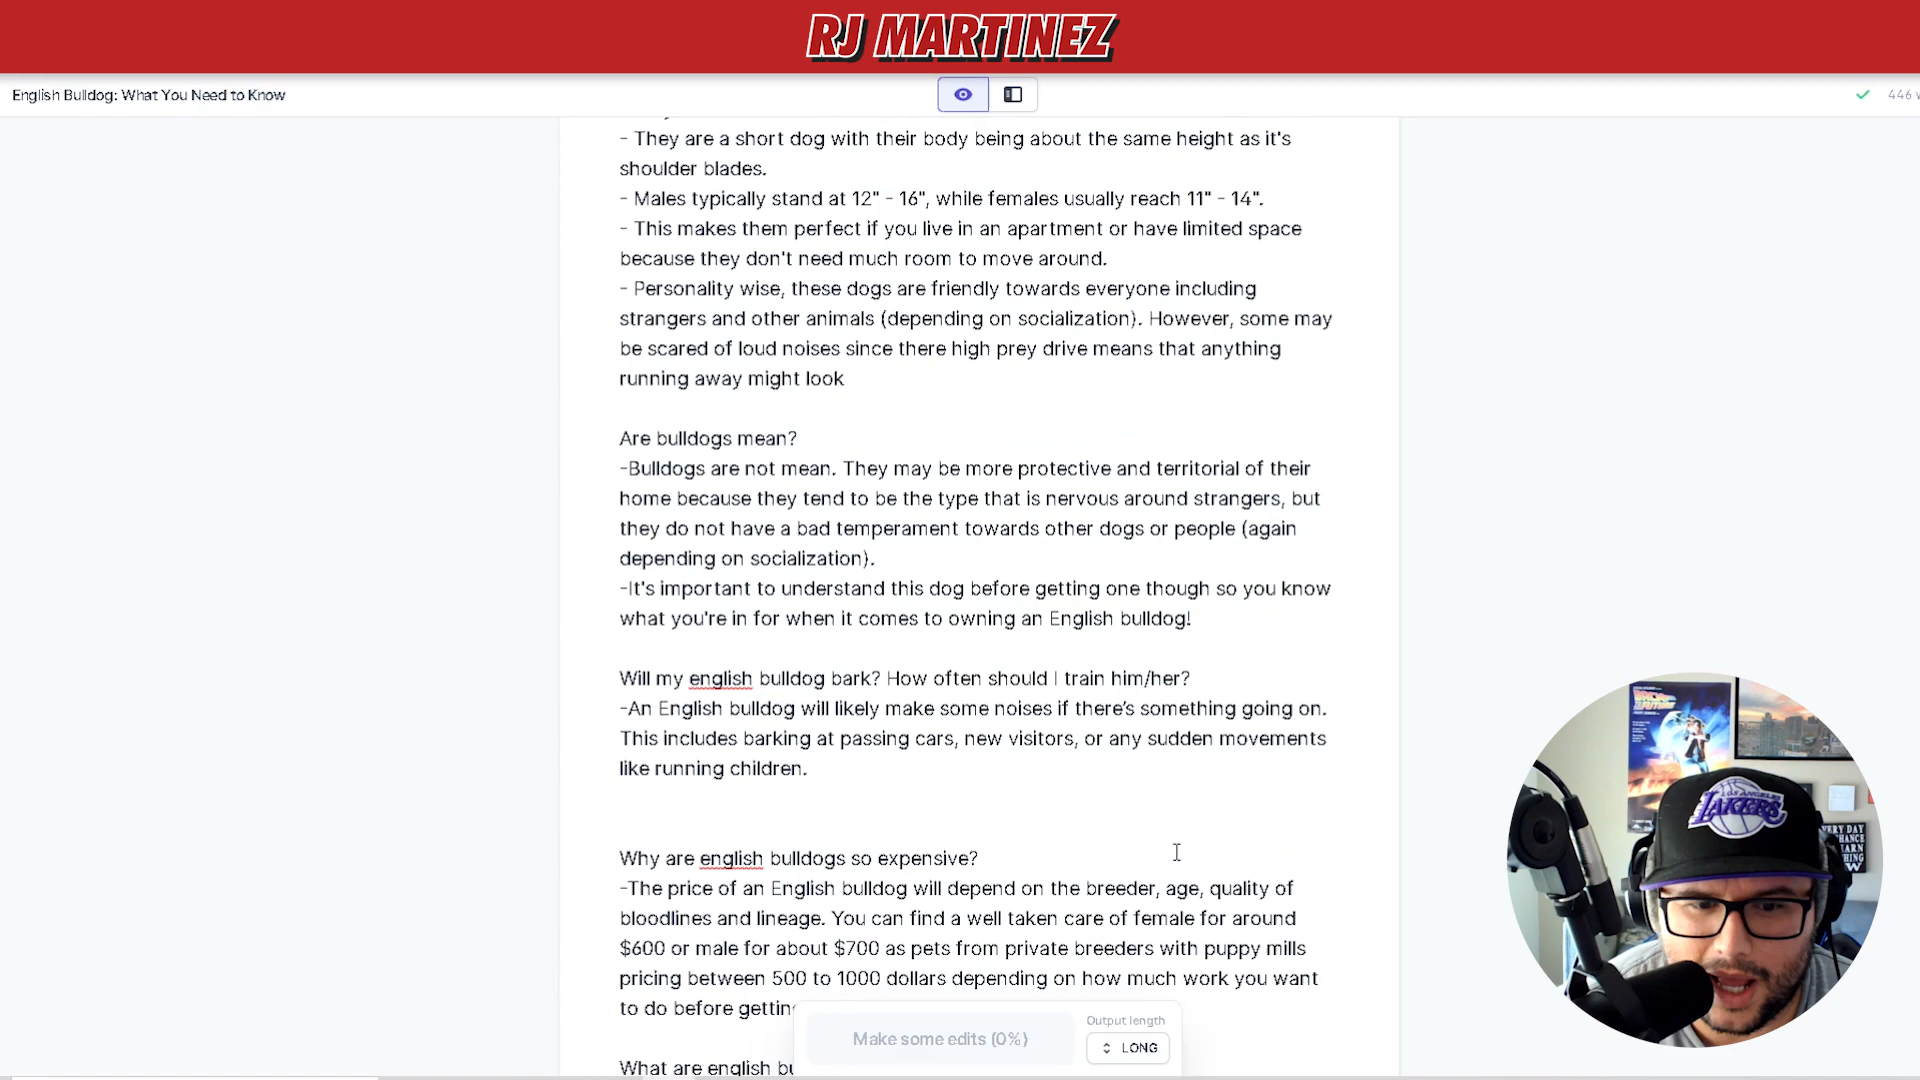 RJ MARTINEZ
English Bulldog: What You Need to Know
446
- They are a short dog with their body being about the same height as it's
shoulder blades.
- Males typically stand at 12" - 16", while females usually reach 11" - 14".
- This makes them perfect if you live in an apartment or have limited space
because they don't need much room to move around.
- Personality wise, these dogs are friendly towards everyone including
strangers and other animals (depending on socialization). However, some may
be scared of loud noises since there high prey drive means that anything
running away might look
Are bulldogs mean?
-Bulldogs are not mean. They may be more protective and territorial of their
home because they tend to be the type that is nervous around strangers, but
they do not have a bad temperament towards other dogs or people (again
depending on socialization).
-It's important to understand this dog before getting one though so you know
what you're in for when it comes to owning an English bulldog!
Will my english bulldog bark? How often should I train him/her?
-An English bulldog will likely make some noises if there's something going on.
This includes barking at passing cars, new visitors, or any sudden movements
like running children.
Why are english bulldogs so expensive?
-The price of an English bulldog will depend on the breeder, age, quality of
bloodlines and lineage. You can find a well taken care of female for around
$600 or male for about $700 as pets from private breeders with puppy mills
pricing between 500 to 1000 dollars depending on how much work you want
to do before
What are english
Make some edits (0%)
Output length
LONG
LOS ANGELES
LAKERS